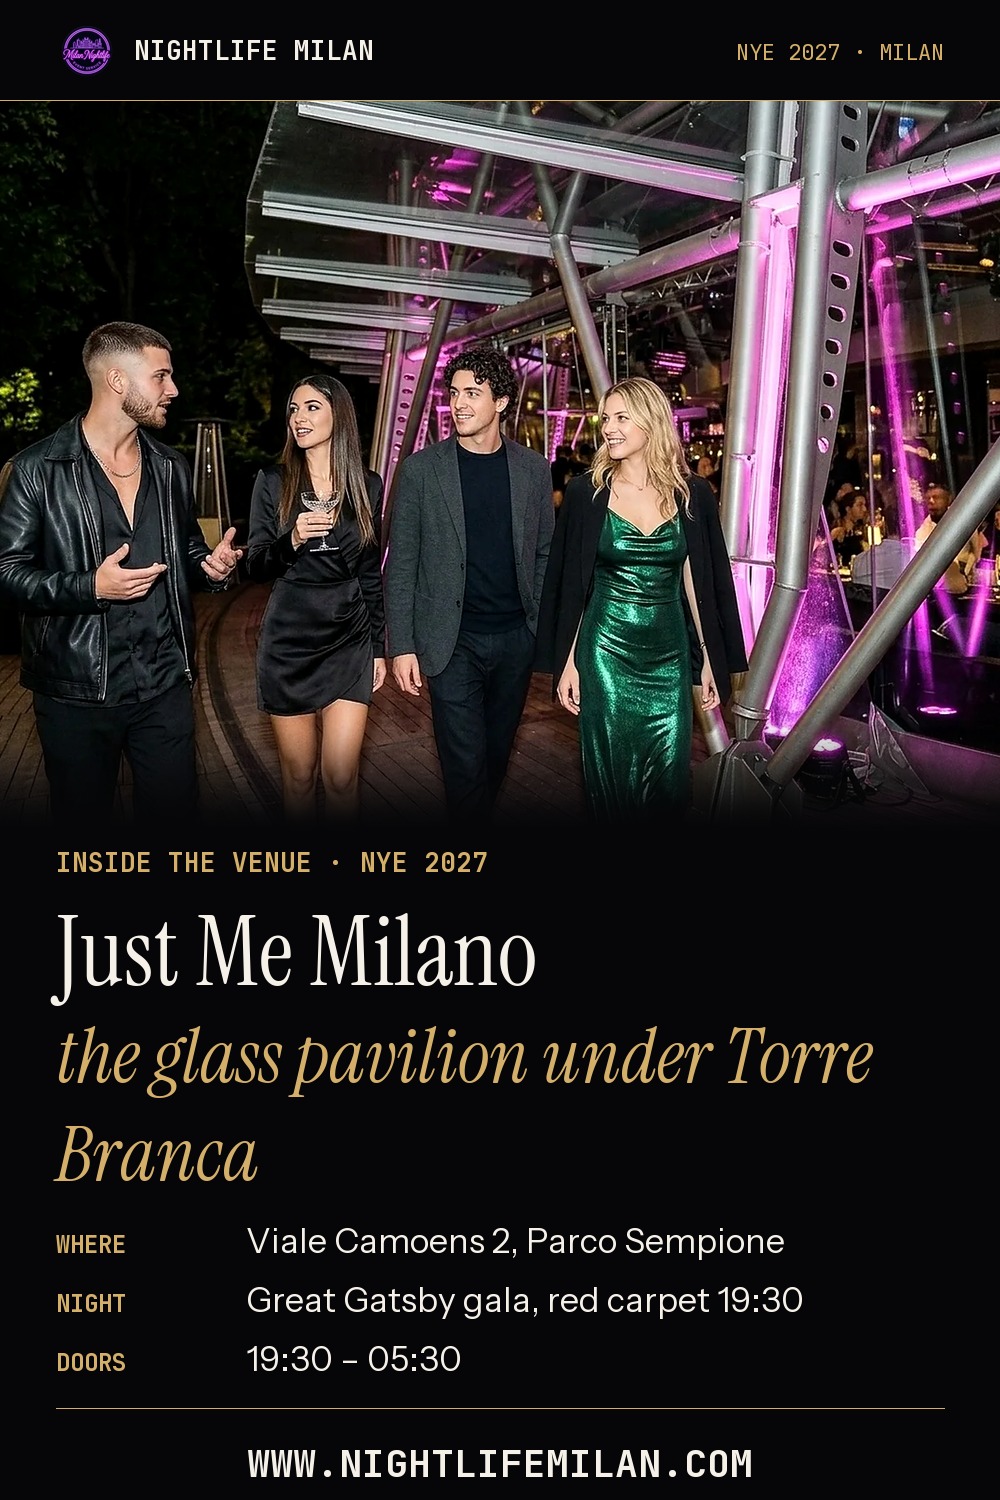 Milan Nightlife
NIGHTLIFE MILAN
NYE 2027 · MILAN
INSIDE THE VENUE · NYE 2027
Just Me Milano
the glass pavilion under Torre
Branca
WHERE Viale Camoens 2, Parco Sempione
NIGHT Great Gatsby gala, red carpet 19:30
DOORS 19:30 – 05:30
WWW.NIGHTLIFEMILAN.COM